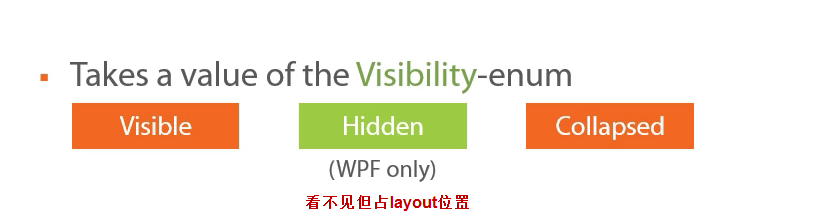 Takes a value of the Visibility-enum
Visible Hidden Collapsed
(WPF only)
看不见但占layout位置